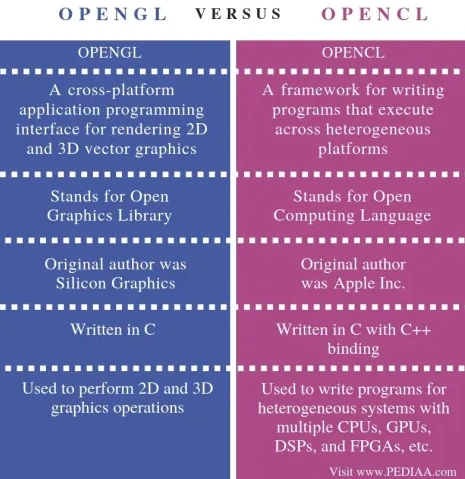 OPENGL VERSUS OPENCL
OPENGL
A cross-platform
application programming
interface for rendering 2D
and 3D vector graphics
Stands for Open
Graphics Library
Original author was
Silicon Graphics
Written in C
Used to perform 2D and 3D
graphics operations
OPENCL
A framework for writing
programs that execute
across heterogeneous
platforms
Stands for Open
Computing Language
Original author
was Apple Inc.
Written in C with C++
binding
Used to write programs for
heterogeneous systems with
multiple CPUs, GPUs,
DSPs, and FPGAs, etc.
Visit www.PEDIAA.com